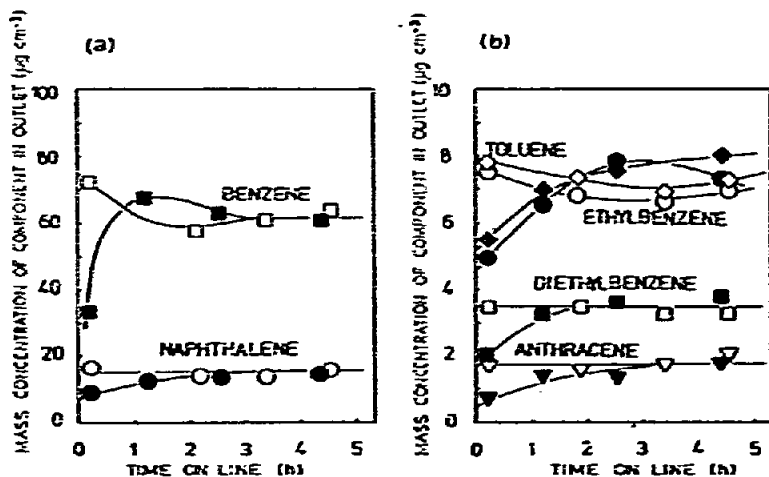 (a)
MASS CONCENTRATION OF COMPONENT IN OUTLET (µg cm⁻³)
100
80
60
40
20
0
BENZENE
NAPHTHALENE
0 1 2 3 4 5
TIME ON LINE (h)
(b)
MASS CONCENTRATION OF COMPONENT IN OUTLET (µg cm⁻³)
10
8
6
4
2
0
TOLUENE
ETHYLBENZENE
DIETHYLBENZENE
ANTHRACENE
0 1 2 3 4 5
TIME ON LINE (h)